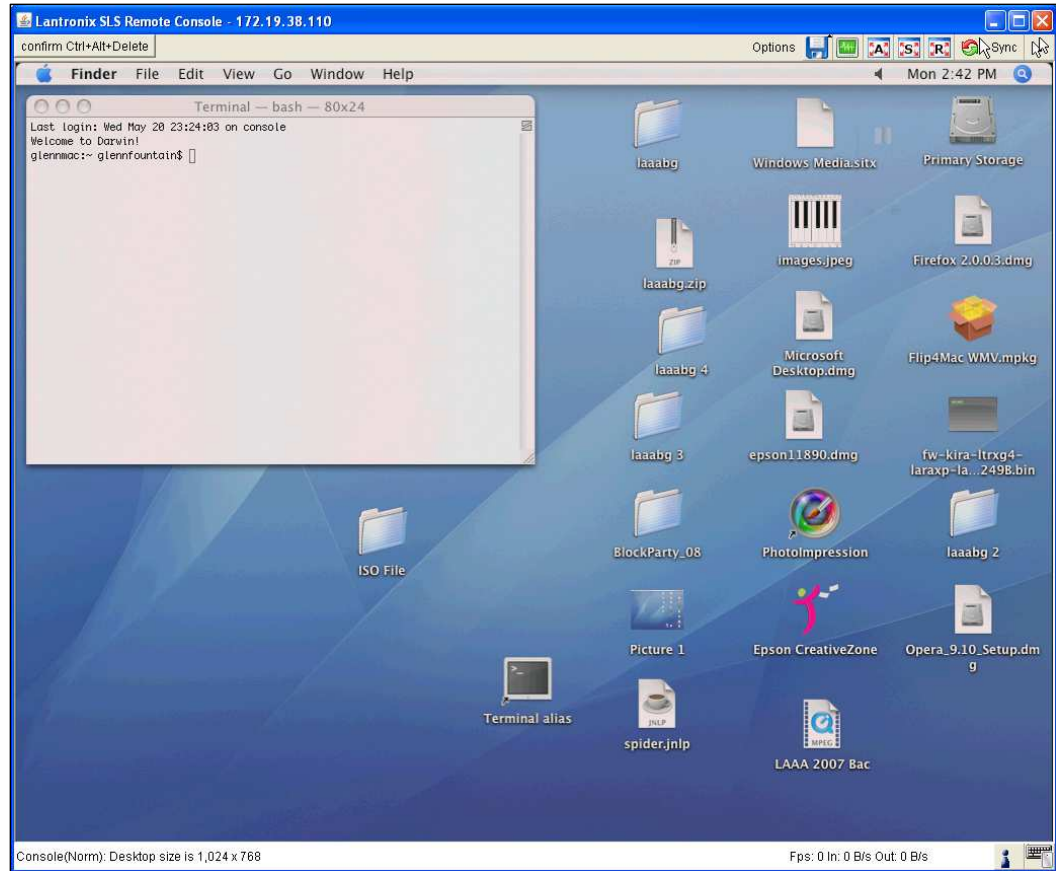 Lantronix SLS Remote Console - 172.19.38.110
confirm Ctrl+Alt+Delete
Options
A
S
R
Sync
Finder File Edit View Go Window Help
Mon 2:42 PM
Terminal — bash — 80x24
Last login: Wed May 20 23:24:03 on console
Welcome to Darwin!
glennmac:~ glennfountain$
laaabg
Windows Media.sitx
Primary Storage
ZIP
laaabg.zip
images.jpeg
Firefox 2.0.0.3.dmg
laaabg 4
Microsoft
Desktop.dmg
Flip4Mac WMV.mpkg
laaabg 3
epson11890.dmg
fw-kira-ltrxg4-
laraxp-la...249B.bin
ISO File
BlockParty_08
PhotoImpression
laaabg 2
Picture 1
Epson CreativeZone
Opera_9.10_Setup.dm
g
>_
Terminal alias
JNLP
spider.jnlp
MPEG
LAAA 2007 Bac
Console(Norm): Desktop size is 1,024 x 768
Fps: 0 In: 0 B/s Out: 0 B/s